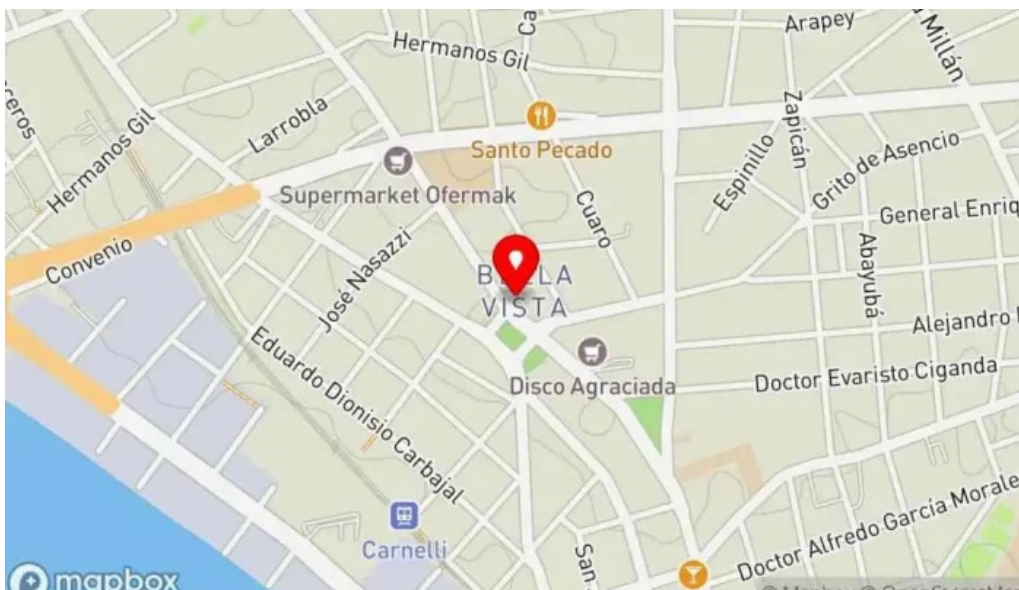 Arapey
Millán
Hermanos Gil
Zapicán
Larrobla
Hermanos Gil
Santo Pecado
Espinillo
Grito de Asencio
Supermarket Ofermak
Cuaro
General Enriq
Convenio
José Nasazzi
BELLA
VISTA
Abayubá
Alejandro
Eduardo Dionisio Carbajal
Disco Agraciada
Doctor Evaristo Ciganda
Carnelli
San
Doctor Alfredo García Morale
mapbox